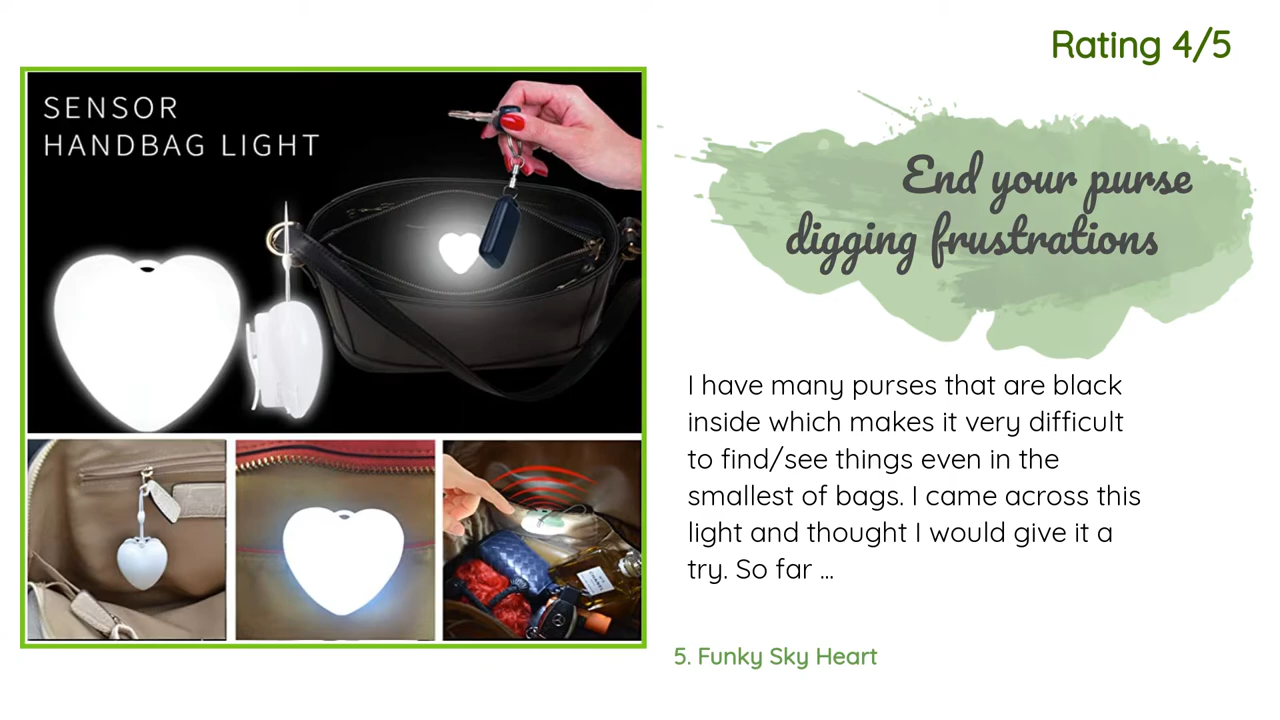 Rating 4/5
SENSOR
HANDBAG LIGHT
End your purse
digging frustrations
I have many purses that are black
inside which makes it very difficult
to find/see things even in the
smallest of bags. I came across this
light and thought I would give it a
try. So far ...
5. Funky Sky Heart